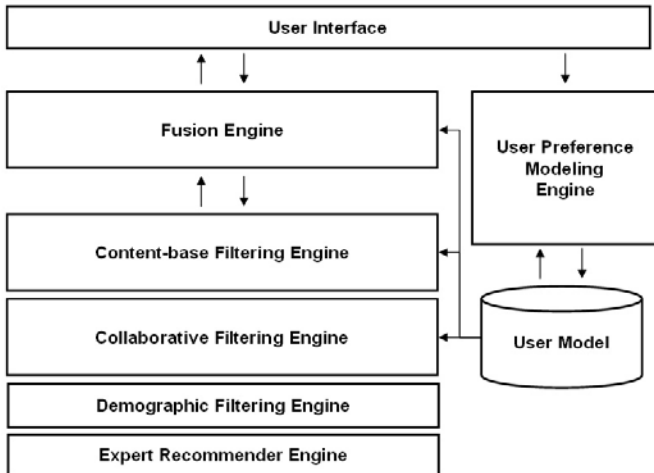 User Interface
Fusion Engine
User Preference
Modeling
Engine
Content-base Filtering Engine
Collaborative Filtering Engine
User Model
Demographic Filtering Engine
Expert Recommender Engine